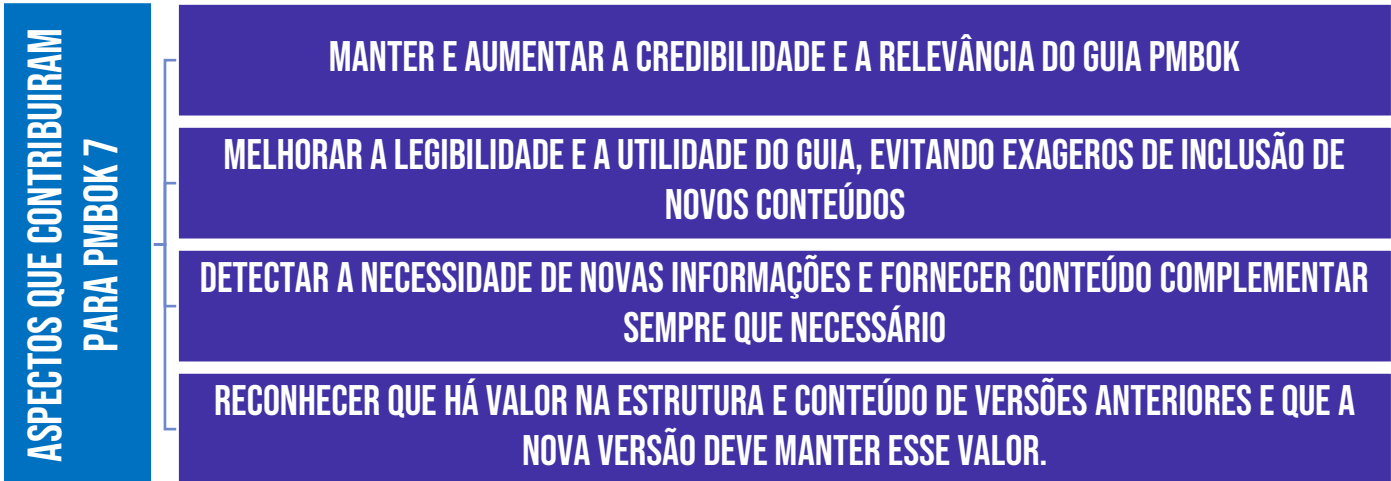 ASPECTOS QUE CONTRIBUIRAM
PARA PMBOK 7
MANTER E AUMENTAR A CREDIBILIDADE E A RELEVÂNCIA DO GUIA PMBOK
MELHORAR A LEGIBILIDADE E A UTILIDADE DO GUIA, EVITANDO EXAGEROS DE INCLUSÃO DE
NOVOS CONTEÚDOS
DETECTAR A NECESSIDADE DE NOVAS INFORMAÇÕES E FORNECER CONTEÚDO COMPLEMENTAR
SEMPRE QUE NECESSÁRIO
RECONHECER QUE HÁ VALOR NA ESTRUTURA E CONTEÚDO DE VERSÕES ANTERIORES E QUE A
NOVA VERSÃO DEVE MANTER ESSE VALOR.